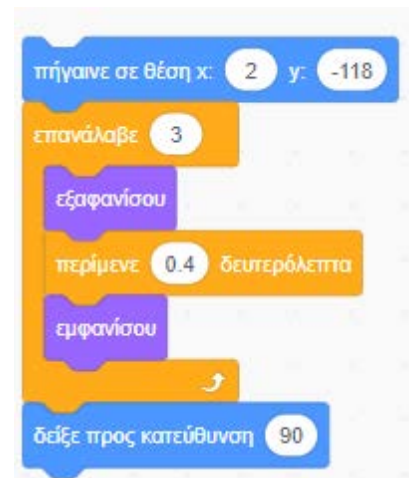 πήγαινε σε θέση x: 2 y: -118
επανάλαβε 3
εξαφανίσου
περίμενε 0.4 δευτερόλεπτα
εμφανίσου
δείξε προς κατεύθυνση 90